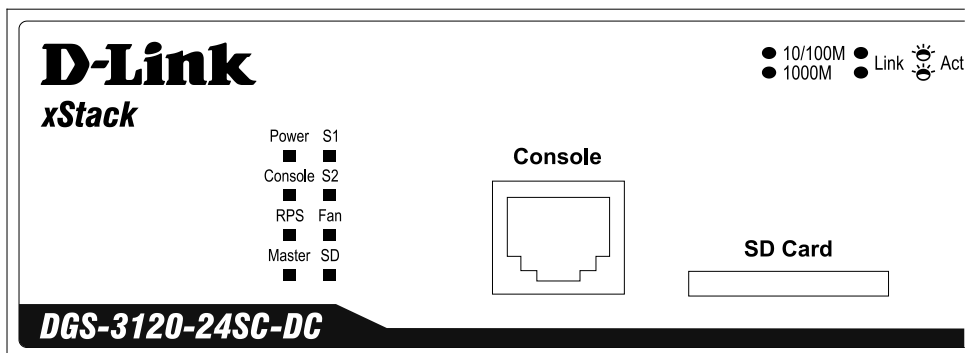 D-Link
xStack
10/100M
1000M Link Act
Power S1
Console S2
RPS Fan
Master SD
Console
SD Card
DGS-3120-24SC-DC